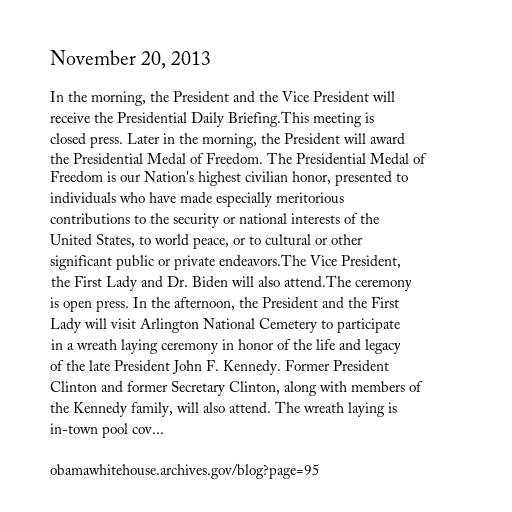 November 20, 2013
In the morning, the President and the Vice President will
receive the Presidential Daily Briefing.This meeting is
closed press. Later in the morning, the President will award
the Presidential Medal of Freedom. The Presidential Medal of
Freedom is our Nation's highest civilian honor, presented to
individuals who have made especially meritorious
contributions to the security or national interests of the
United States, to world peace, or to cultural or other
significant public or private endeavors.The Vice President,
the First Lady and Dr. Biden will also attend.The ceremony
is open press. In the afternoon, the President and the First
Lady will visit Arlington National Cemetery to participate
in a wreath laying ceremony in honor of the life and legacy
of the late President John F. Kennedy. Former President
Clinton and former Secretary Clinton, along with members of
the Kennedy family, will also attend. The wreath laying is
in-town pool cov...
obamawhitehouse.archives.gov/blog?page=95